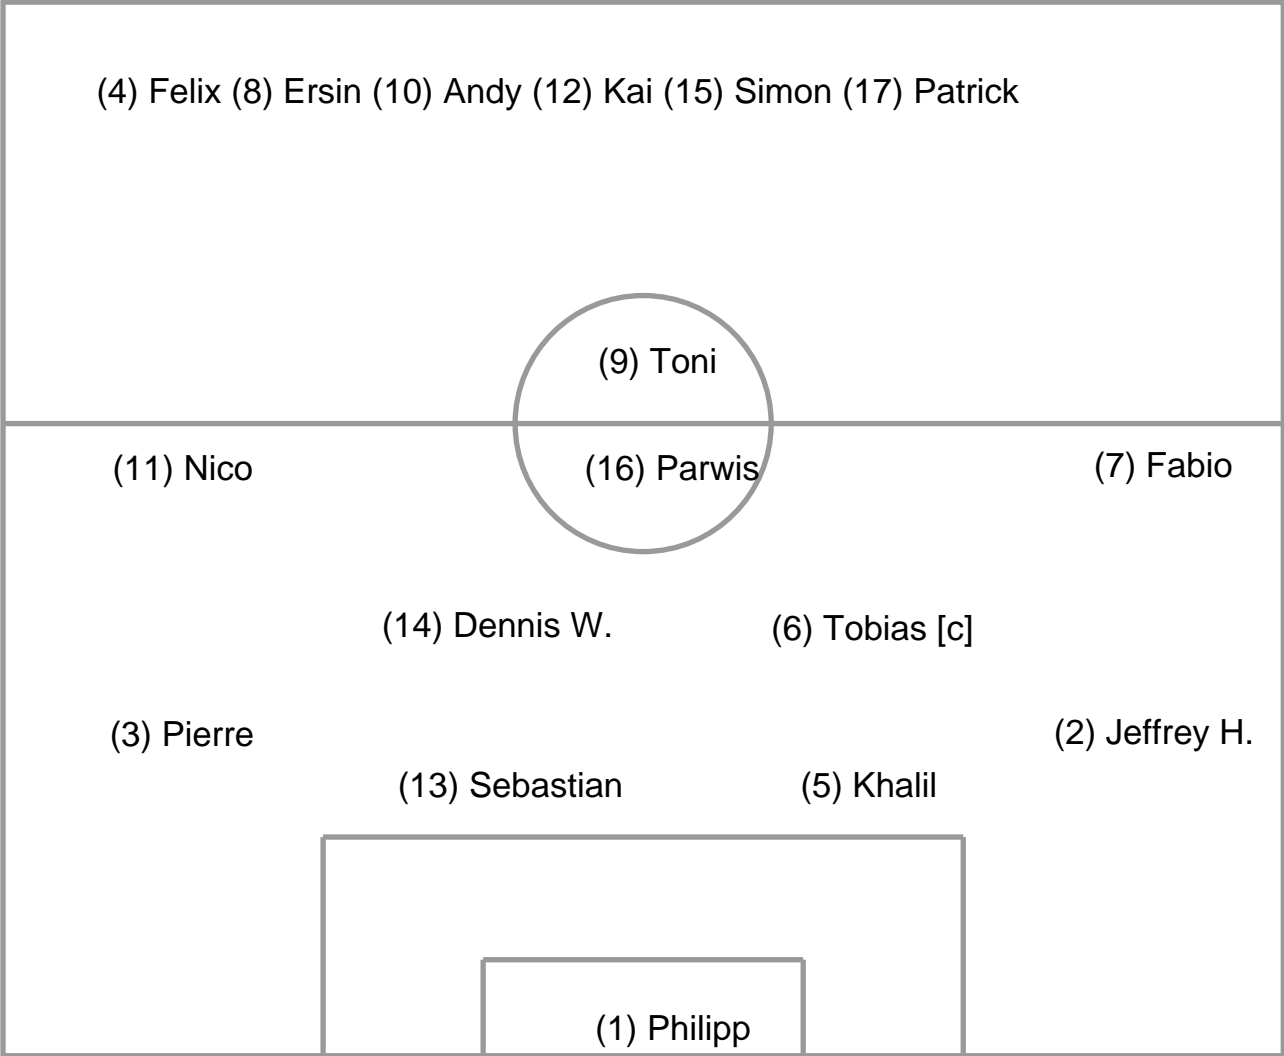 (4) Felix (8) Ersin (10) Andy (12) Kai (15) Simon (17) Patrick
(9) Toni
(11) Nico
(16) Parwis
(7) Fabio
(14) Dennis W.
(6) Tobias [c]
(3) Pierre
(2) Jeffrey H.
(13) Sebastian
(5) Khalil
(1) Philipp